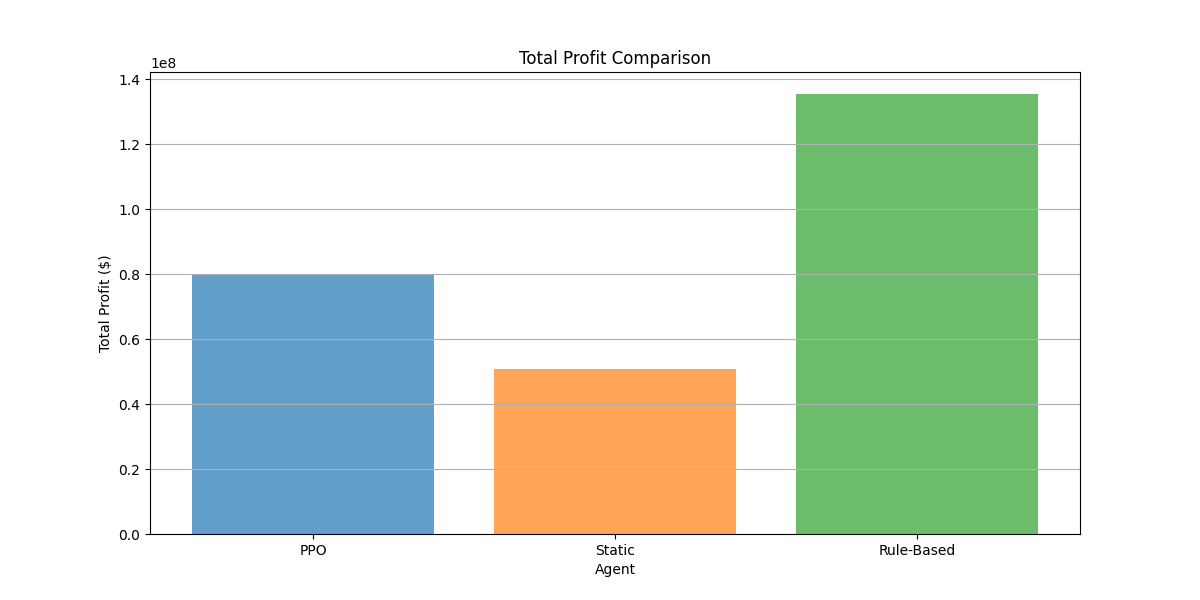 Total Profit Comparison
1e8
1.4
1.2
1.0
0.8
0.6
0.4
0.2
0.0
Total Profit ($)
PPO Static Rule-Based
Agent